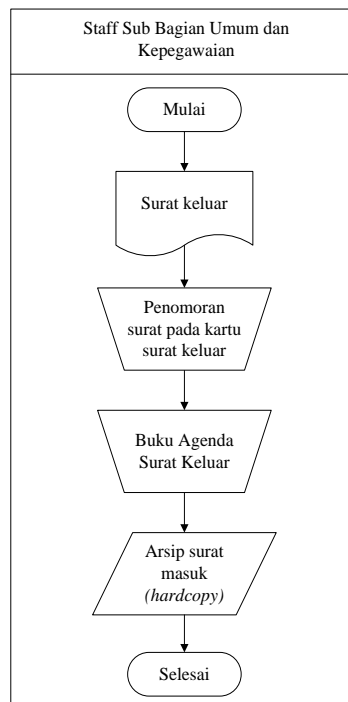 Staff Sub Bagian Umum dan
Kepegawaian
Mulai
Surat keluar
Penomoran
surat pada kartu
surat keluar
Buku Agenda
Surat Keluar
Arsip surat
masuk
(hardcopy)
Selesai